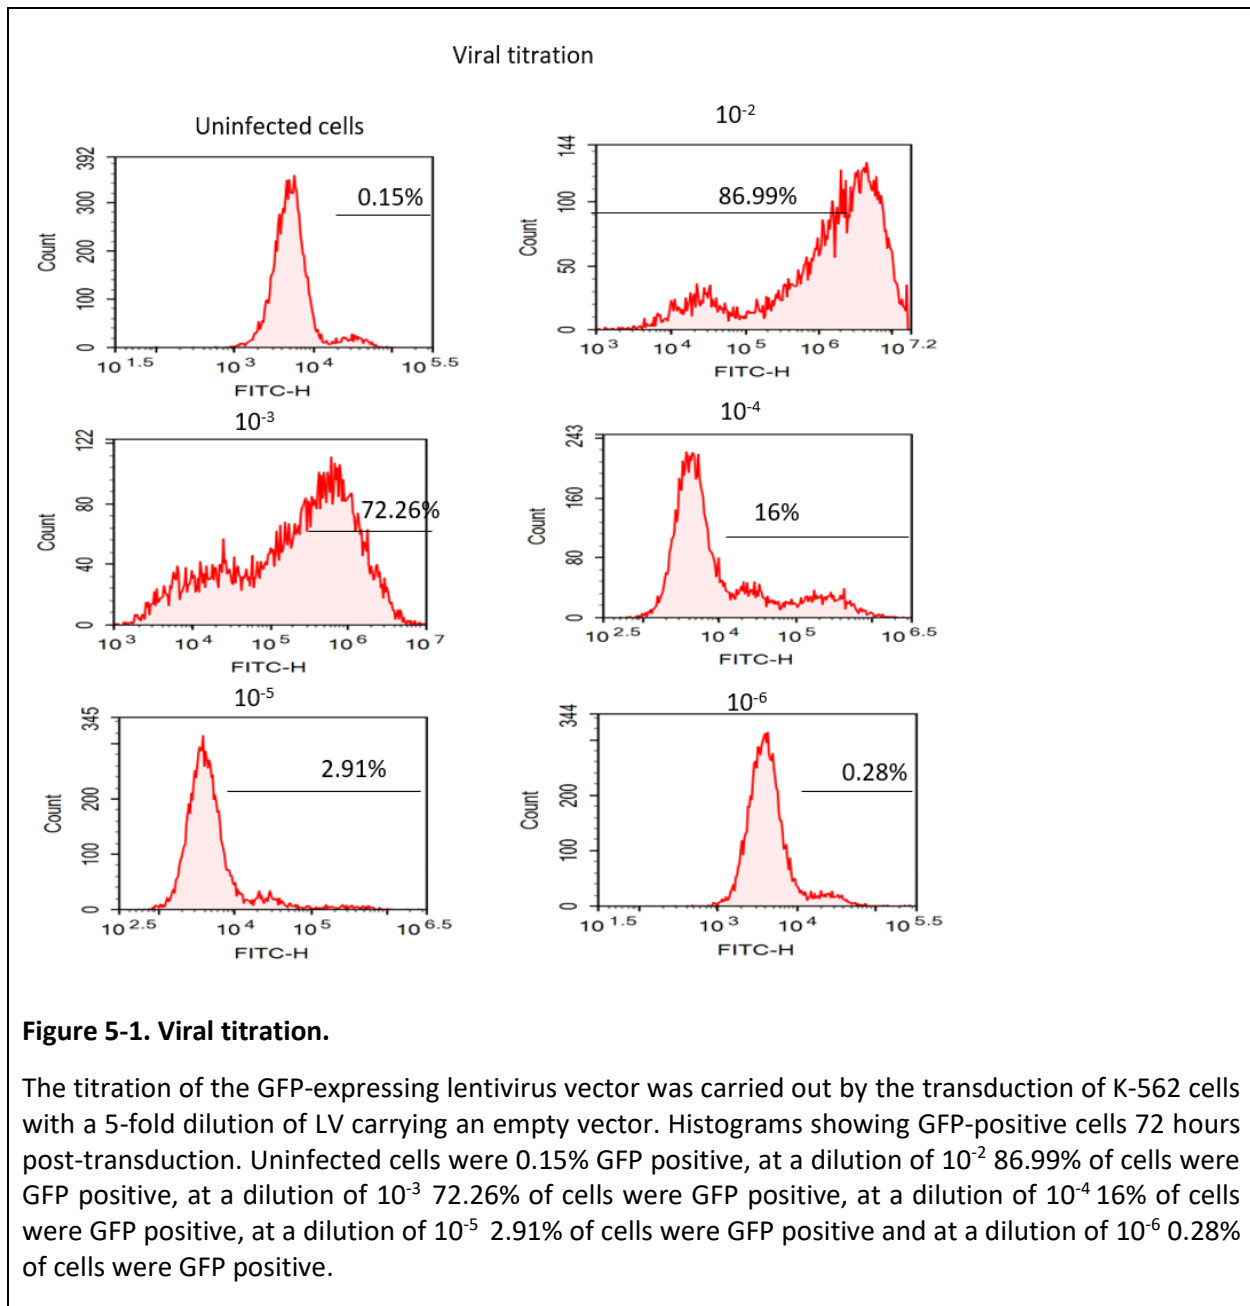 Viral titration
Uninfected cells
392
300
200
100
0
Count
0.15%
10^1.5 10^3 10^4 10^5.5
FITC-H
10^-2
144
100
50
0
Count
86.99%
10^3 10^4 10^5 10^6 10^7.2
FITC-H
10^-3
122
80
40
0
Count
72.26%
10^3 10^4 10^5 10^6 10^7
FITC-H
10^-4
243
160
80
0
Count
16%
10^2.5 10^4 10^5 10^6.5
FITC-H
10^-5
345
200
100
0
Count
2.91%
10^2.5 10^4 10^5 10^6.5
FITC-H
10^-6
344
200
100
0
Count
0.28%
10^1.5 10^3 10^4 10^5.5
FITC-H
Figure 5-1. Viral titration.
The titration of the GFP-expressing lentivirus vector was carried out by the transduction of K-562 cells
with a 5-fold dilution of LV carrying an empty vector. Histograms showing GFP-positive cells 72 hours
post-transduction. Uninfected cells were 0.15% GFP positive, at a dilution of 10^-2 86.99% of cells were
GFP positive, at a dilution of 10^-3 72.26% of cells were GFP positive, at a dilution of 10^-4 16% of cells
were GFP positive, at a dilution of 10^-5 2.91% of cells were GFP positive and at a dilution of 10^-6 0.28%
of cells were GFP positive.